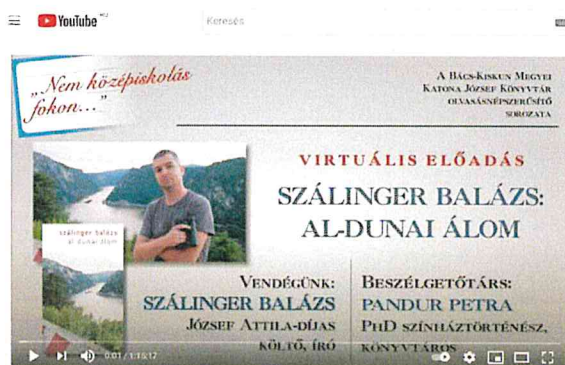 YouTube HU
Keresés
„Nem középiskolás
fokon..."
A BÁCS-KISKUN MEGYEI
KATONA JÓZSEF KÖNYVTÁR
OLVASÁSNÉPSZERŰSÍTŐ
SOROZATA
VIRTUÁLIS ELŐADÁS
SZÁLINGER BALÁZS:
AL-DUNAI ÁLOM
szálinger balázs
al-dunai álom
VENDÉGÜNK:
SZÁLINGER BALÁZS
JÓZSEF ATTILA-DÍJAS
KÖLTŐ, ÍRÓ
BESZÉLGETŐTÁRS:
PANDUR PETRA
PHD SZÍNHÁZTÖRTÉNÉSZ,
KÖNYVTÁROS
0:01 / 1:15:17